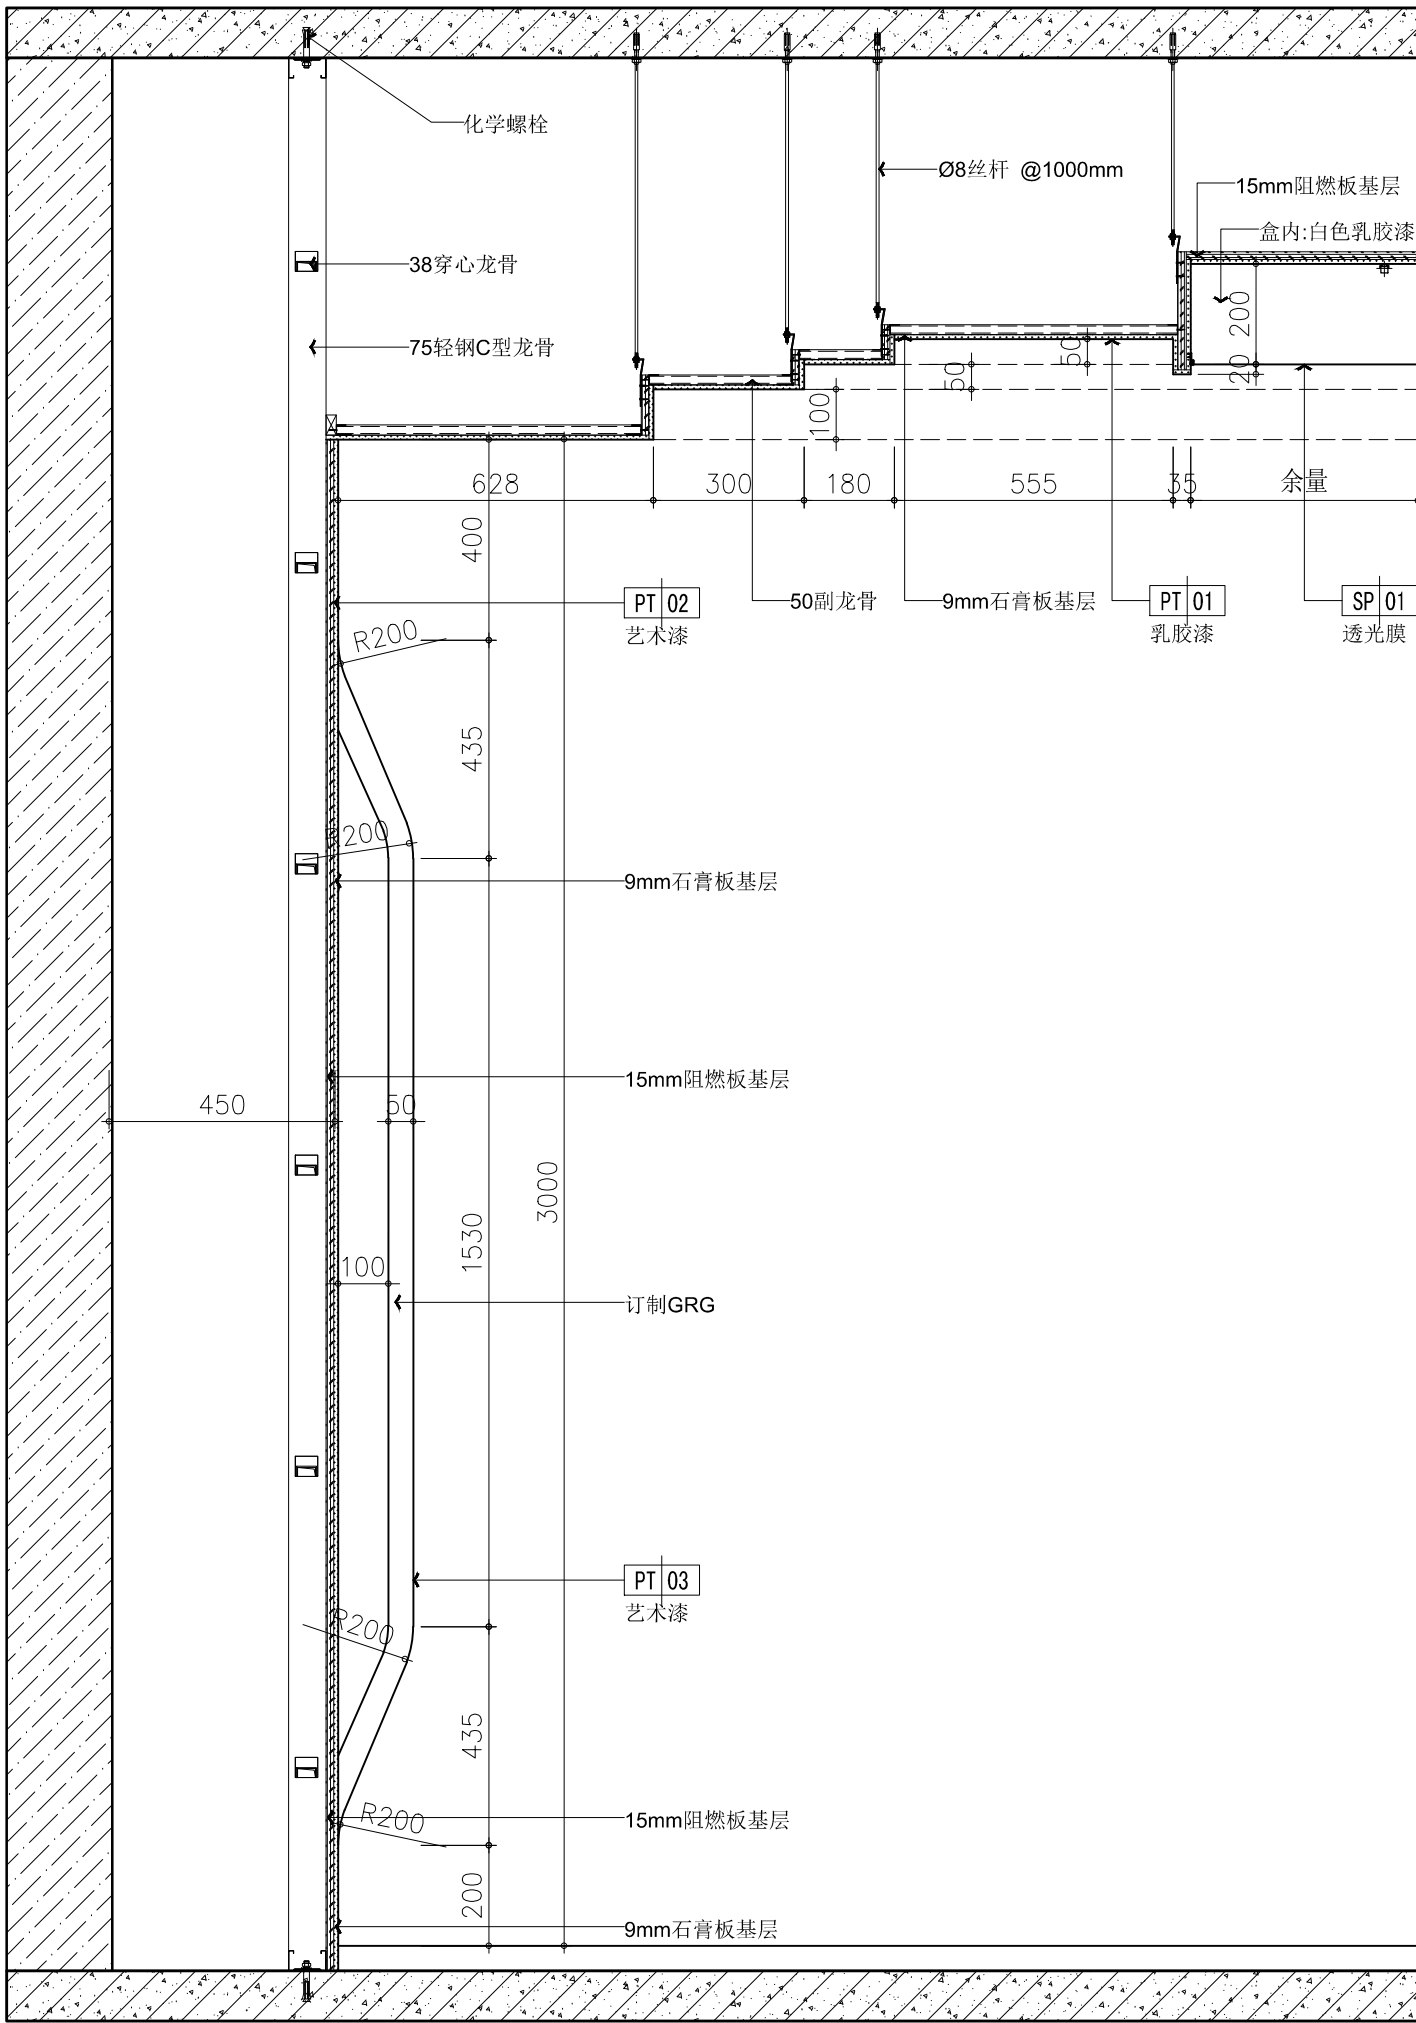 化学螺栓
Ø8丝杆 @1000mm
15mm阻燃板基层
盒内:白色乳胶漆
38穿心龙骨
75轻钢C型龙骨
200
50
20
50
100
628
300
180
555
35
余量
400
PT 02
艺术漆
50副龙骨
9mm石膏板基层
PT 01
乳胶漆
SP 01
透光膜
R200
435
R200
9mm石膏板基层
15mm阻燃板基层
450
50
3000
1530
100
订制GRG
PT 03
艺术漆
R200
435
R200
15mm阻燃板基层
200
9mm石膏板基层